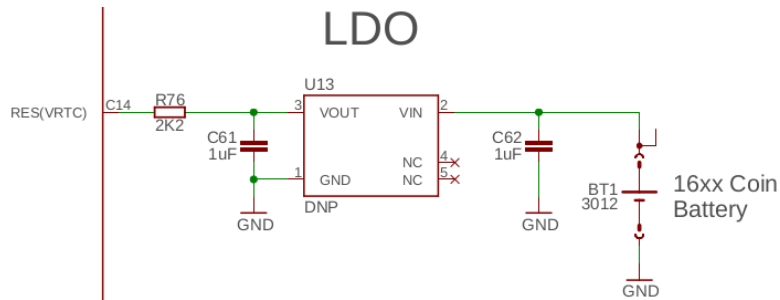 LDO
U13
RES(VRTC)
C14
R76
2K2
3
VOUT
VIN
2
C61
1uF
C62
1uF
NC
4
NC
5
1
GND
DNP
GND
GND
BT1
3012
16xx Coin
Battery
GND